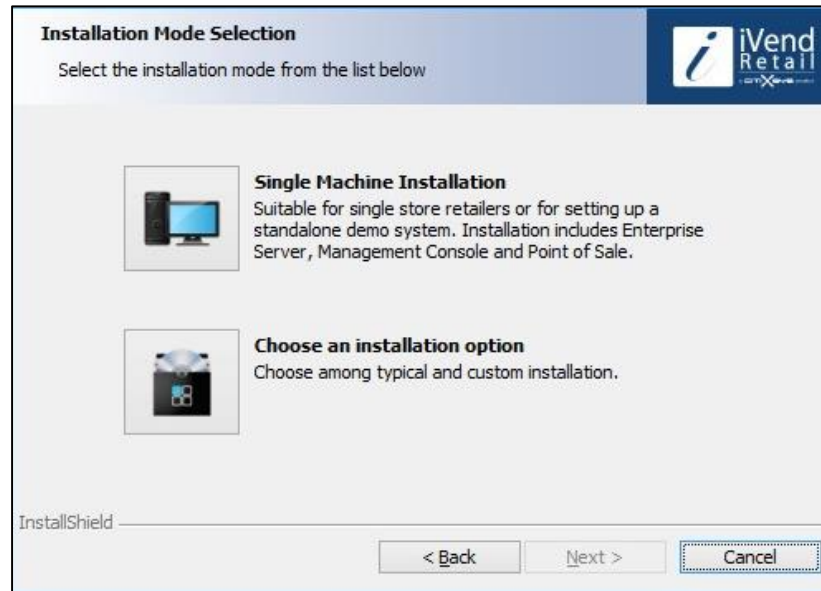 Installation Mode Selection
Select the installation mode from the list below
iVend
Retail
Single Machine Installation
Suitable for single store retailers or for setting up a
standalone demo system. Installation includes Enterprise
Server, Management Console and Point of Sale.
Choose an installation option
Choose among typical and custom installation.
InstallShield
< Back
Next >
Cancel